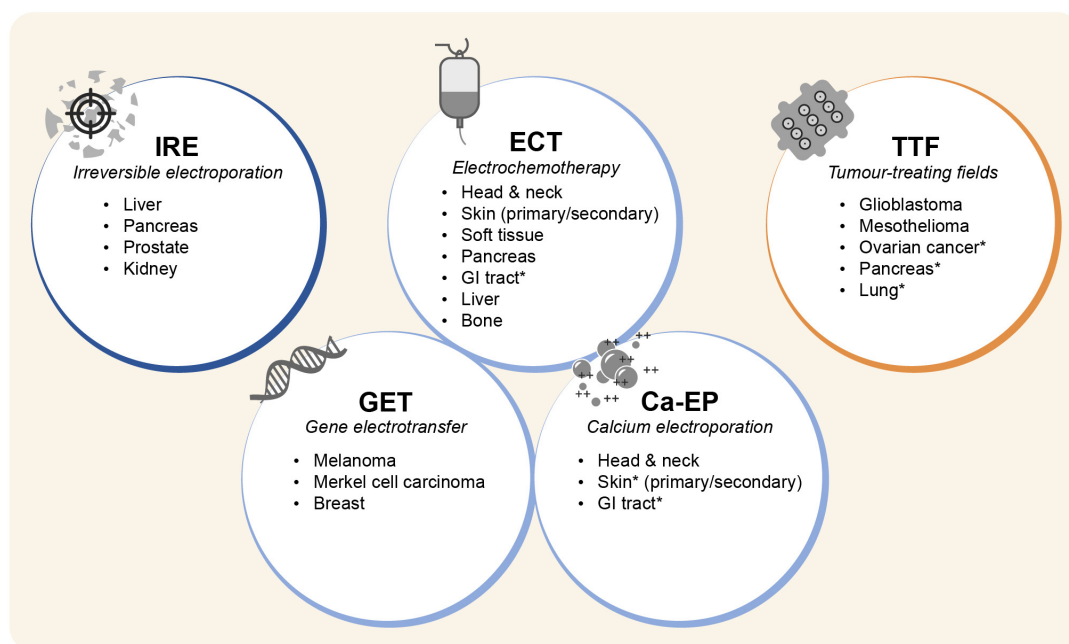 IRE
Irreversible electroporation
• Liver
• Pancreas
• Prostate
• Kidney
ECT
Electrochemotherapy
• Head & neck
• Skin (primary/secondary)
• Soft tissue
• Pancreas
• GI tract*
• Liver
• Bone
TTF
Tumour-treating fields
• Glioblastoma
• Mesothelioma
• Ovarian cancer*
• Pancreas*
• Lung*
GET
Gene electrotransfer
• Melanoma
• Merkel cell carcinoma
• Breast
++ ++
++
++ ++
++
++ ++
Ca-EP
Calcium electroporation
• Head & neck
• Skin* (primary/secondary)
• GI tract*